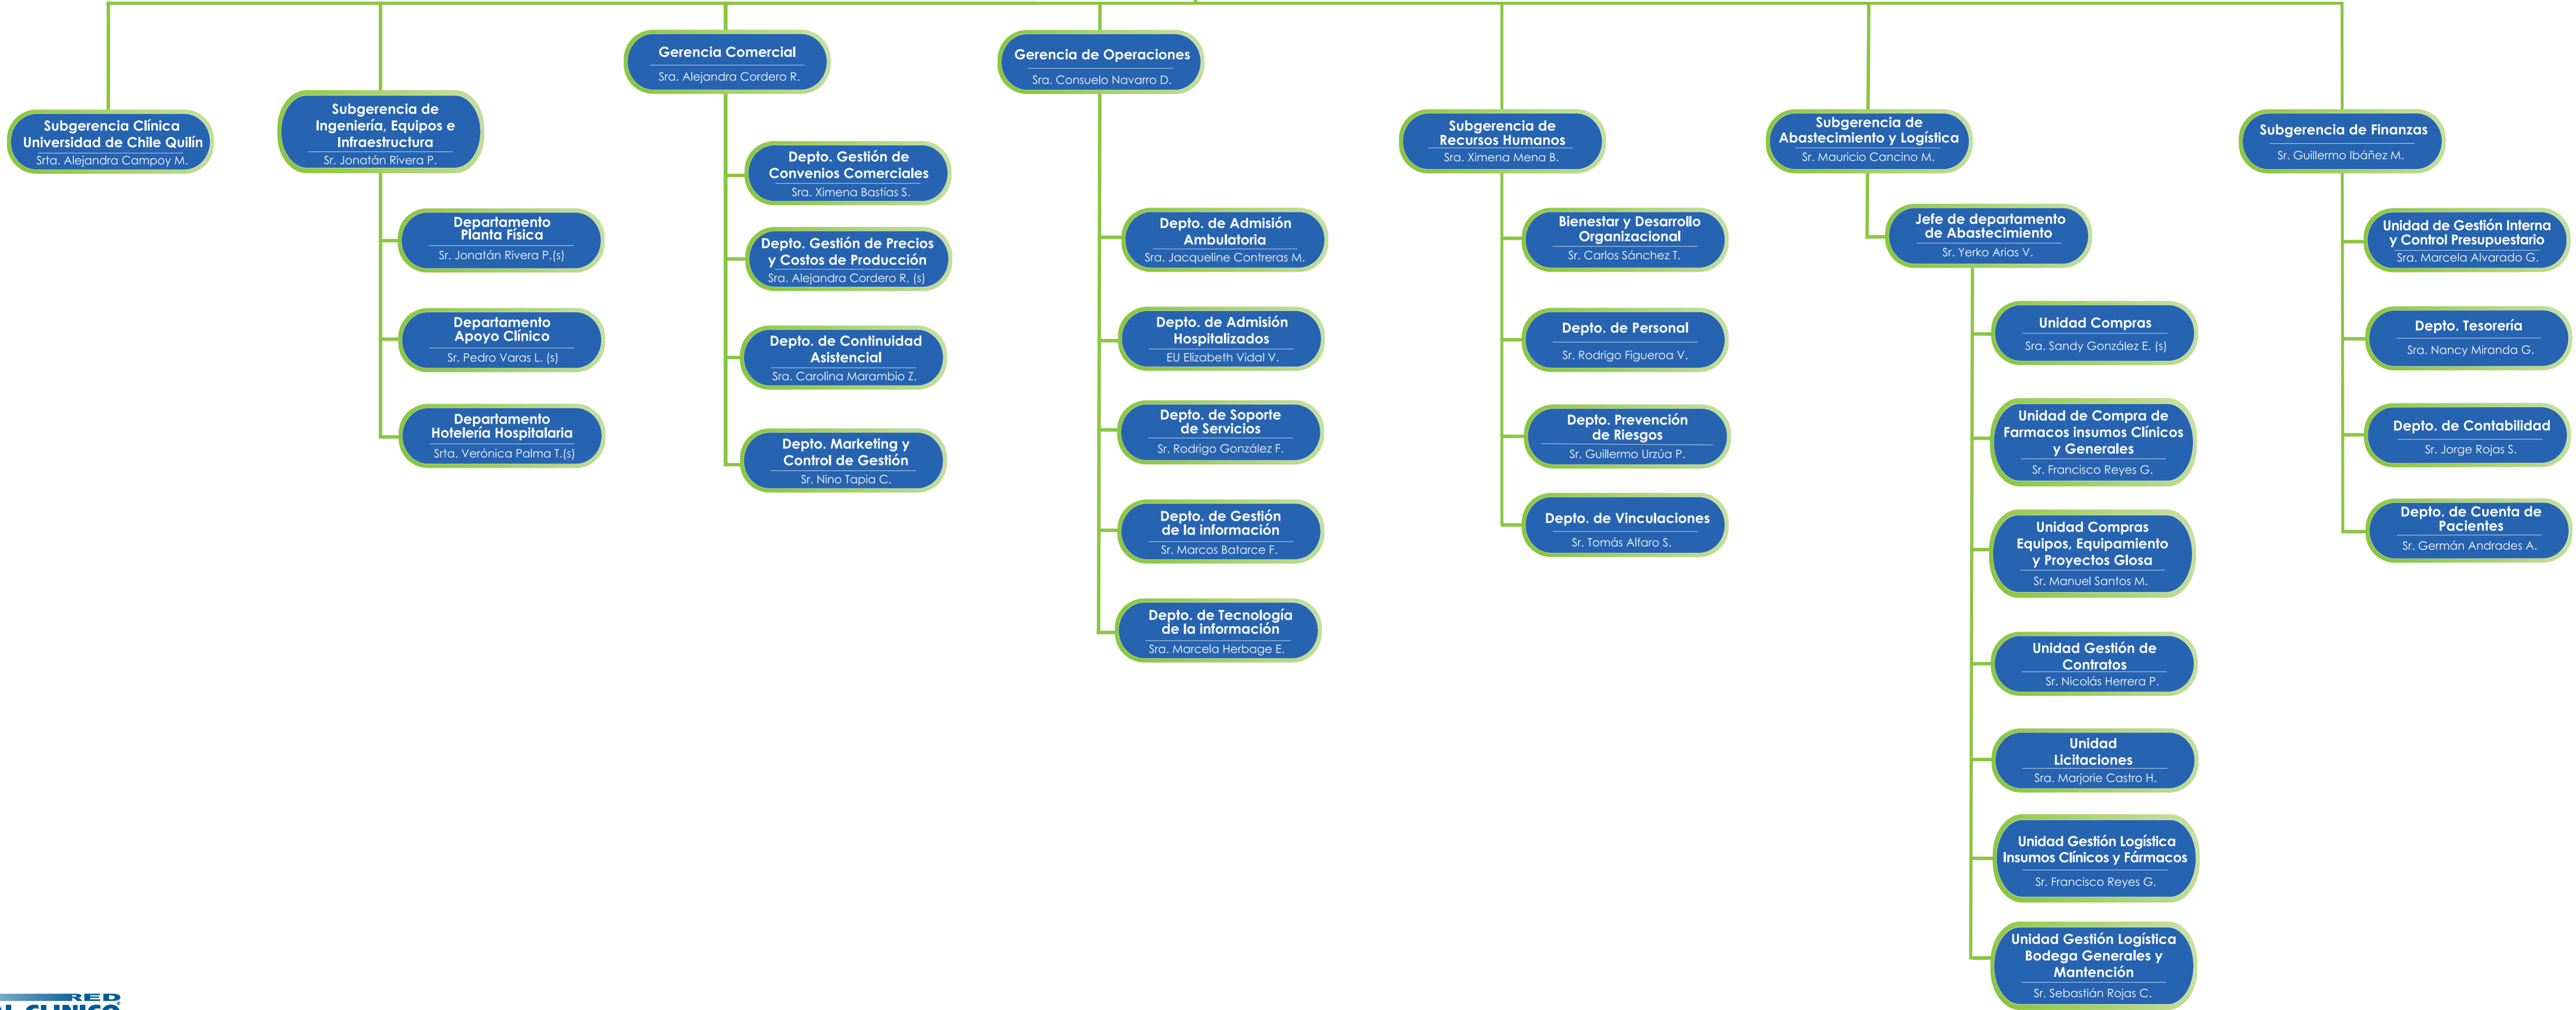 Subgerencia Clínica
Universidad de Chile Quilín
Srta. Alejandra Campoy M.
Subgerencia de
Ingeniería, Equipos e
Infraestructura
Sr. Jonatán Rivera P.
Departamento
Planta Física
Sr. Jonatán Rivera P.(s)
Departamento
Apoyo Clínico
Sr. Pedro Varas L. (s)
Departamento
Hotelería Hospitalaria
Srta. Verónica Palma T.(s)
Gerencia Comercial
Sra. Alejandra Cordero R.
Depto. Gestión de
Convenios Comerciales
Sra. Ximena Bastías S.
Depto. Gestión de Precios
y Costos de Producción
Sra. Alejandra Cordero R. (s)
Depto. de Continuidad
Asistencial
Sra. Carolina Marambio Z.
Depto. Marketing y
Control de Gestión
Sr. Nino Tapia C.
Gerencia de Operaciones
Sra. Consuelo Navarro D.
Depto. de Admisión
Ambulatoria
Sra. Jacqueline Contreras M.
Depto. de Admisión
Hospitalizados
EU Elizabeth Vidal V.
Depto. de Soporte
de Servicios
Sr. Rodrigo González F.
Depto. de Gestión
de la información
Sr. Marcos Batarce F.
Depto. de Tecnología
de la información
Sra. Marcela Herbage E.
Subgerencia de
Recursos Humanos
Sra. Ximena Mena B.
Bienestar y Desarrollo
Organizacional
Sr. Carlos Sánchez T.
Depto. de Personal
Sr. Rodrigo Figueroa V.
Depto. Prevención
de Riesgos
Sr. Guillermo Urzúa P.
Depto. de Vinculaciones
Sr. Tomás Alfaro S.
Subgerencia de
Abastecimiento y Logística
Sr. Mauricio Cancino M.
Jefe de departamento
de Abastecimiento
Sr. Yerko Arias V.
Unidad Compras
Sra. Sandy González E. (s)
Unidad de Compra de
Farmacos insumos Clínicos
y Generales
Sr. Francisco Reyes G.
Unidad Compras
Equipos, Equipamiento
y Proyectos Glosa
Sr. Manuel Santos M.
Unidad Gestión de
Contratos
Sr. Nicolás Herrera P.
Unidad
Licitaciones
Sra. Marjorie Castro H.
Unidad Gestión Logística
Insumos Clínicos y Fármacos
Sr. Francisco Reyes G.
Unidad Gestión Logística
Bodega Generales y
Mantención
Sr. Sebastián Rojas C.
Subgerencia de Finanzas
Sr. Guillermo Ibáñez M.
Unidad de Gestión Interna
y Control Presupuestario
Sra. Marcela Alvarado G.
Depto. Tesorería
Sra. Nancy Miranda G.
Depto. de Contabilidad
Sr. Jorge Rojas S.
Depto. de Cuenta de
Pacientes
Sr. Germán Andrades A.
RED